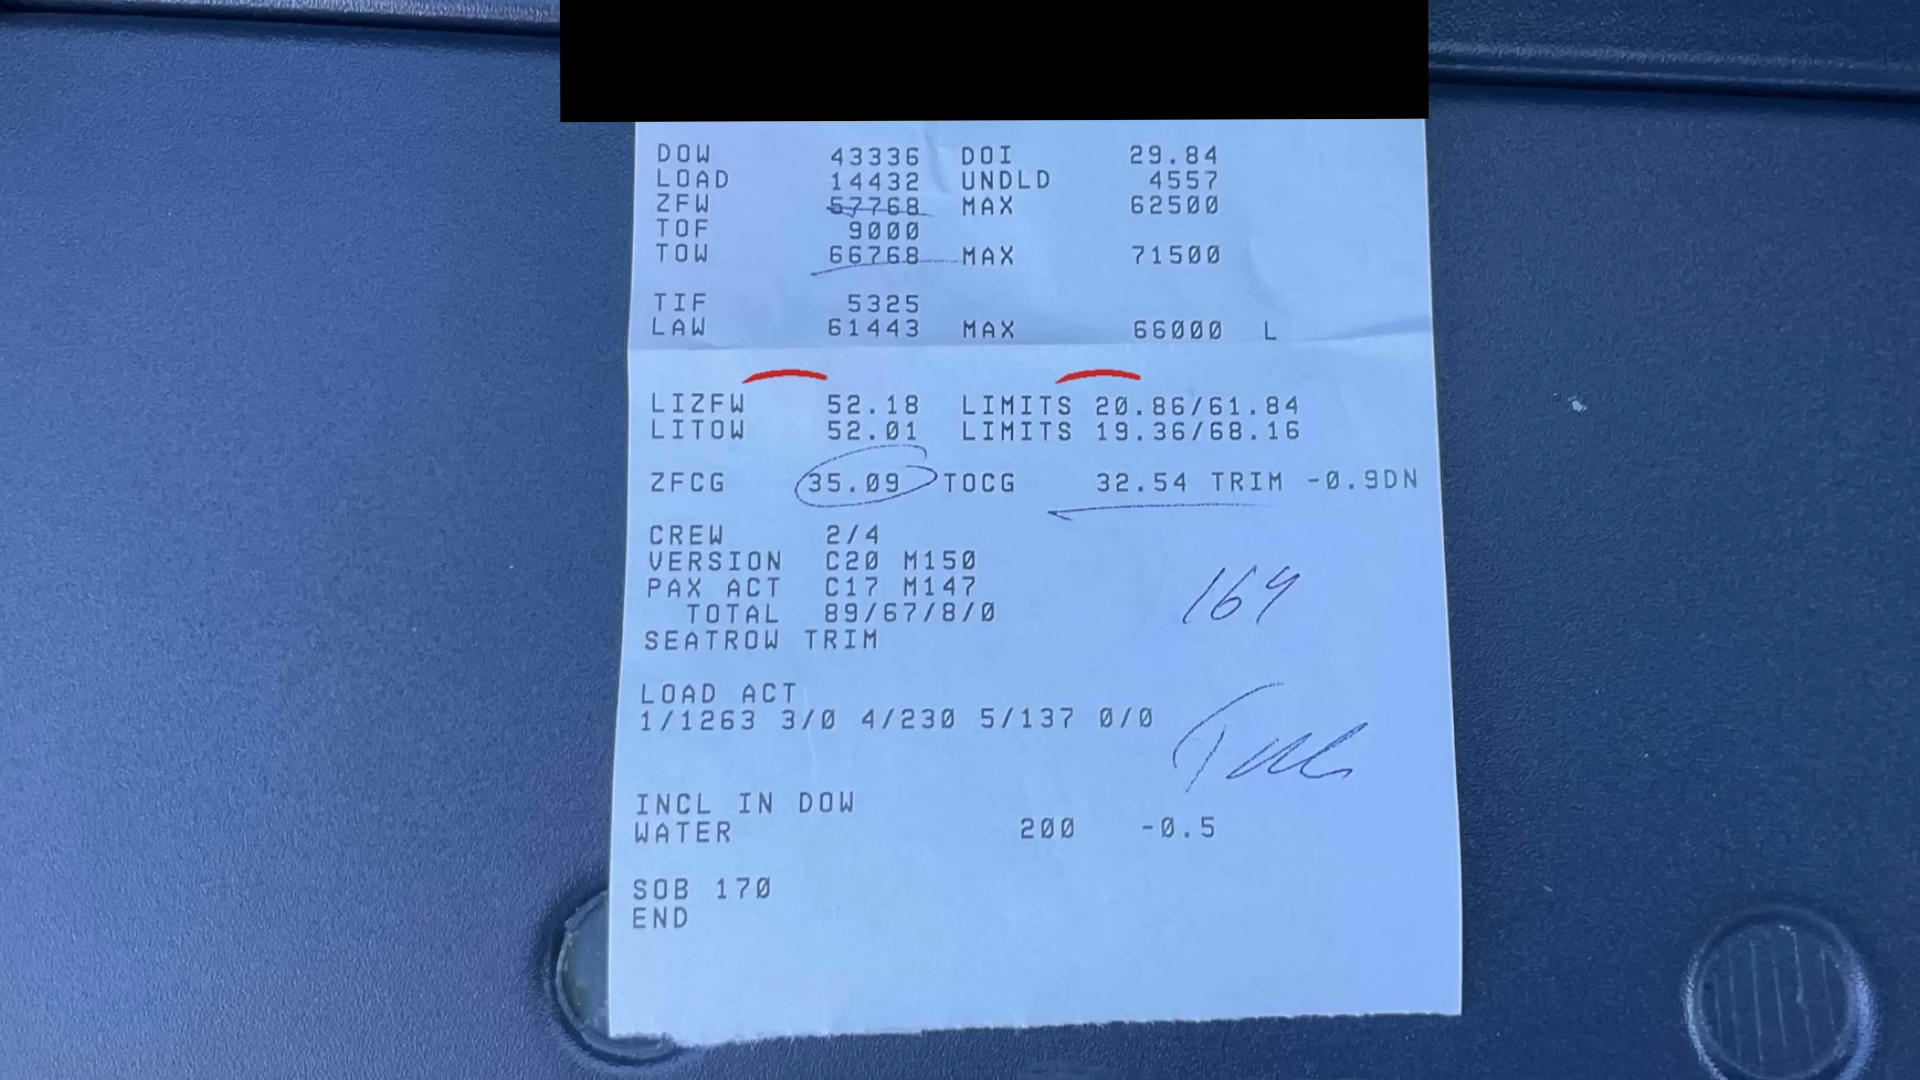 DOW 43336 DOI 29.84
LOAD 14432 UNDLD 4557
ZFW 57768 MAX 62500
TOF 9000
TOW 66768 MAX 71500
TIF 5325
LAW 61443 MAX 66000 L
LIZFW 52.18 LIMITS 20.86/61.84
LITOW 52.01 LIMITS 19.36/68.16
ZFCG 35.09 TOCG 32.54 TRIM -0.9DN
CREW 2/4
VERSION C20 M150
PAX ACT C17 M147
TOTAL 89/67/8/0
164
SEATROW TRIM
LOAD ACT
1/1263 3/0 4/230 5/137 0/0
INCL IN DOW
WATER 200 -0.5
SOB 170
END